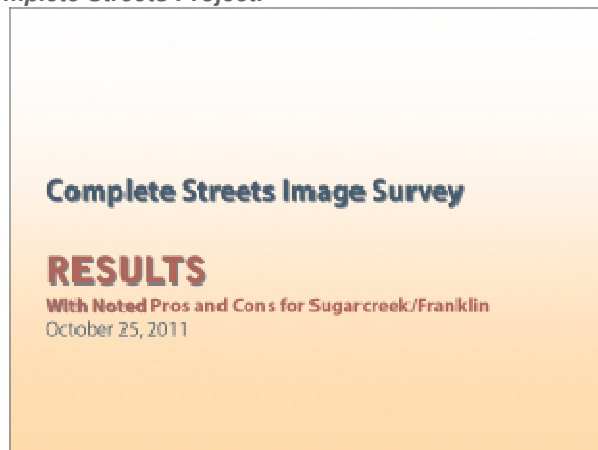 Complete Streets Project:
Complete Streets Image Survey
RESULTS
With Noted Pros and Cons for Sugarcreek/Franklin
October 25, 2011